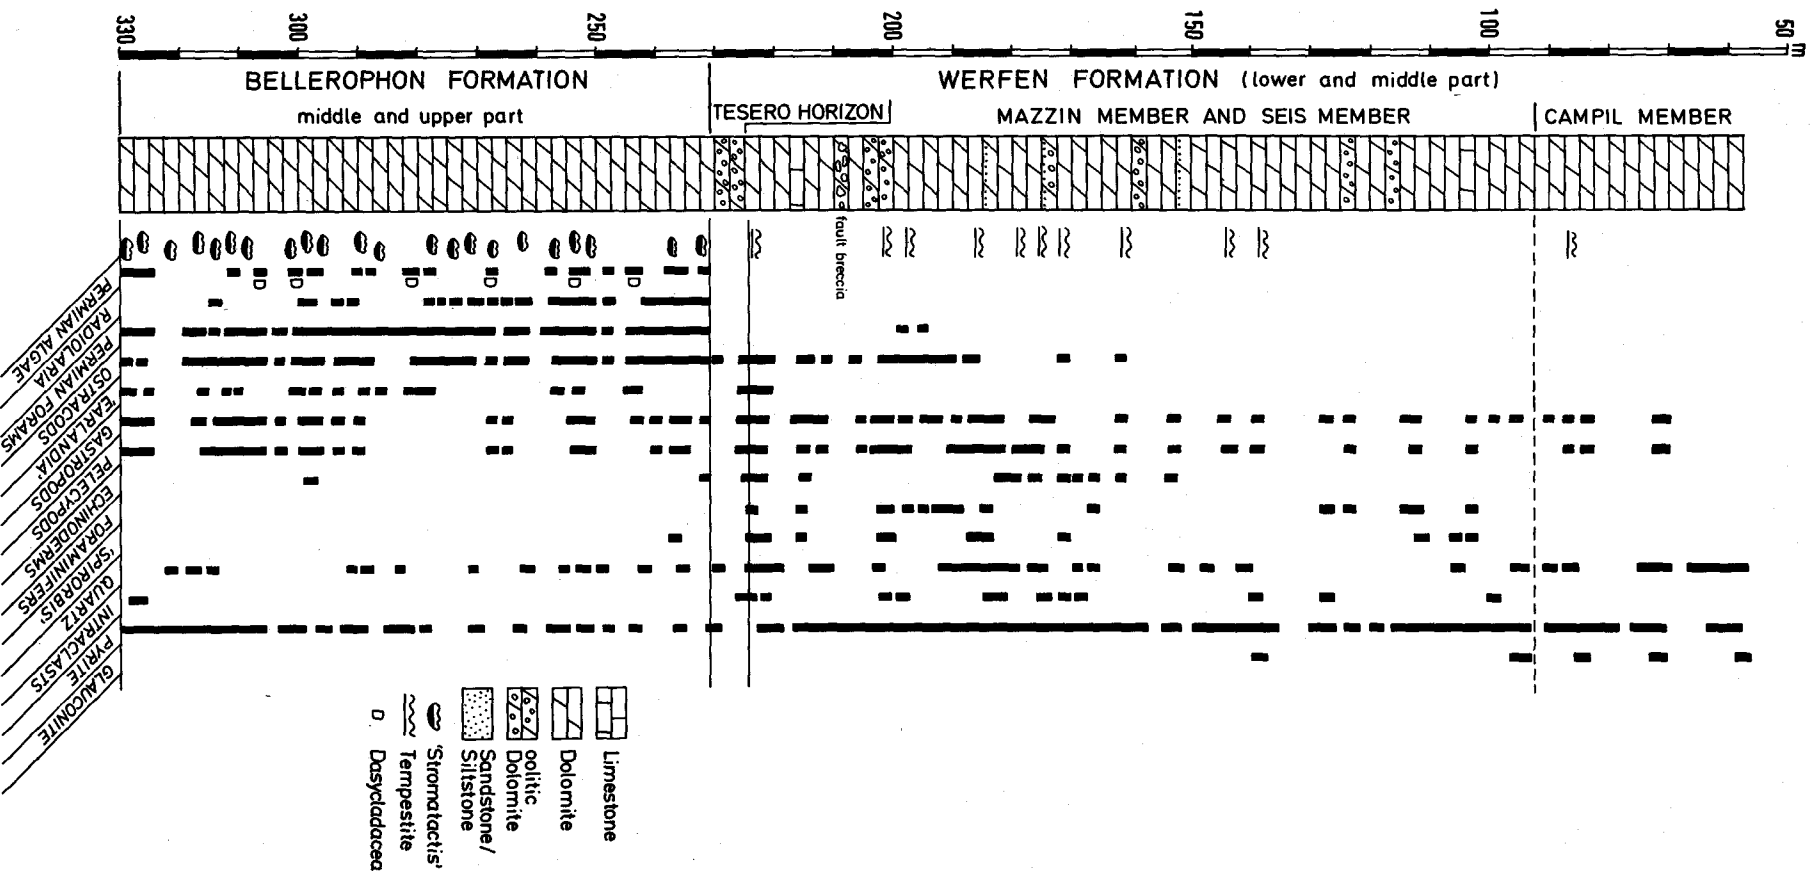 330
300
250
200
150
100
50
m
BELLEROPHON FORMATION
WERFEN FORMATION (lower and middle part)
middle and upper part
TESERO HORIZON
MAZZIN MEMBER AND SEIS MEMBER
CAMPIL MEMBER
fault breccia
D
D
D
D
D
D
PERMIAN ALGAE
RADIOLARIA
PERMIAN FORAMS
OSTRACODS
'EARLANDIA'
GASTROPODS
PELECYPODS
ECHINODERMS
FORAMINIFERS
'SPIRORBIS'
QUARTZ
INTRACLASTS
PYRITE
GLAUCONITE
Limestone
Dolomite
oolitic
Dolomite
Sandstone/
Siltstone
'Stromatactis'
Tempestite
D. Dasycladacea